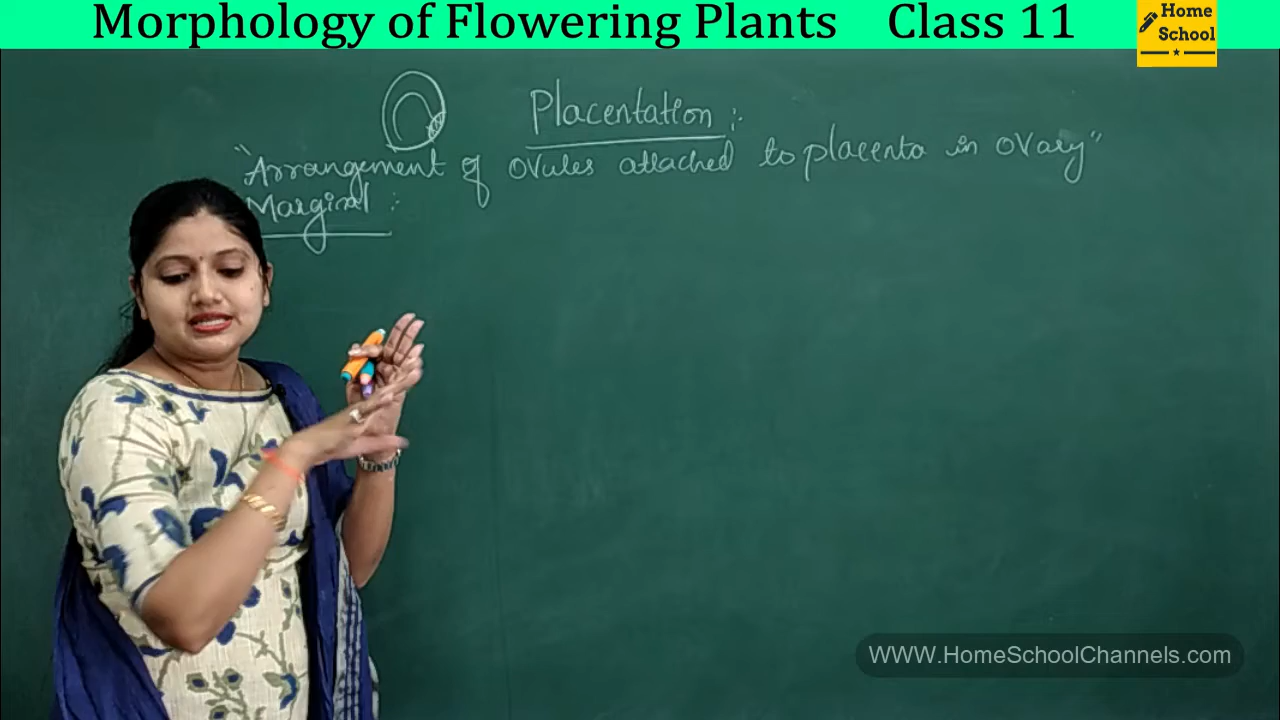 Morphology of Flowering Plants Class 11
Home
School
Placentation :-
"Arrangement of ovules attached to placenta in ovary"
Marginal :-
WWW.HomeSchoolChannels.com